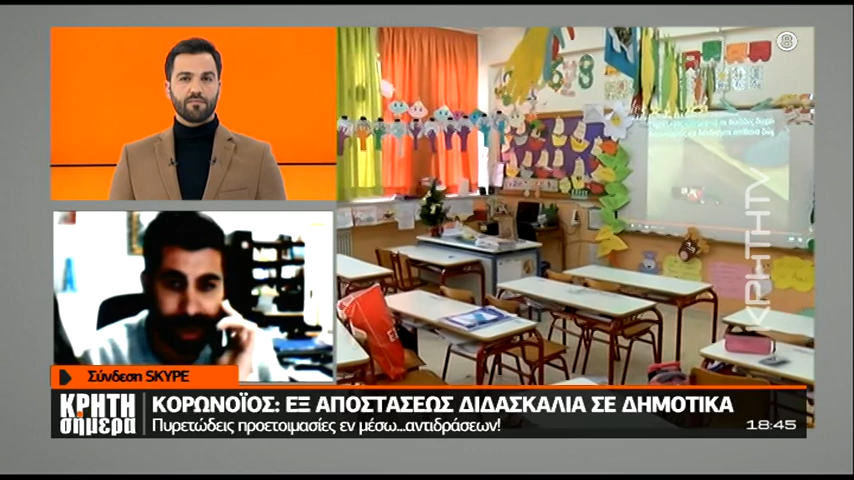 8
ΚΡΗΤΗ TV
Σύνδεση SKYPE
ΚΡΗΤΗ
σήμερα
ΚΟΡΩΝΟΪΟΣ: ΕΞ ΑΠΟΣΤΑΣΕΩΣ ΔΙΔΑΣΚΑΛΙΑ ΣΕ ΔΗΜΟΤΙΚΑ
Πυρετώδεις προετοιμασίες εν μέσω...αντιδράσεων!
18:45